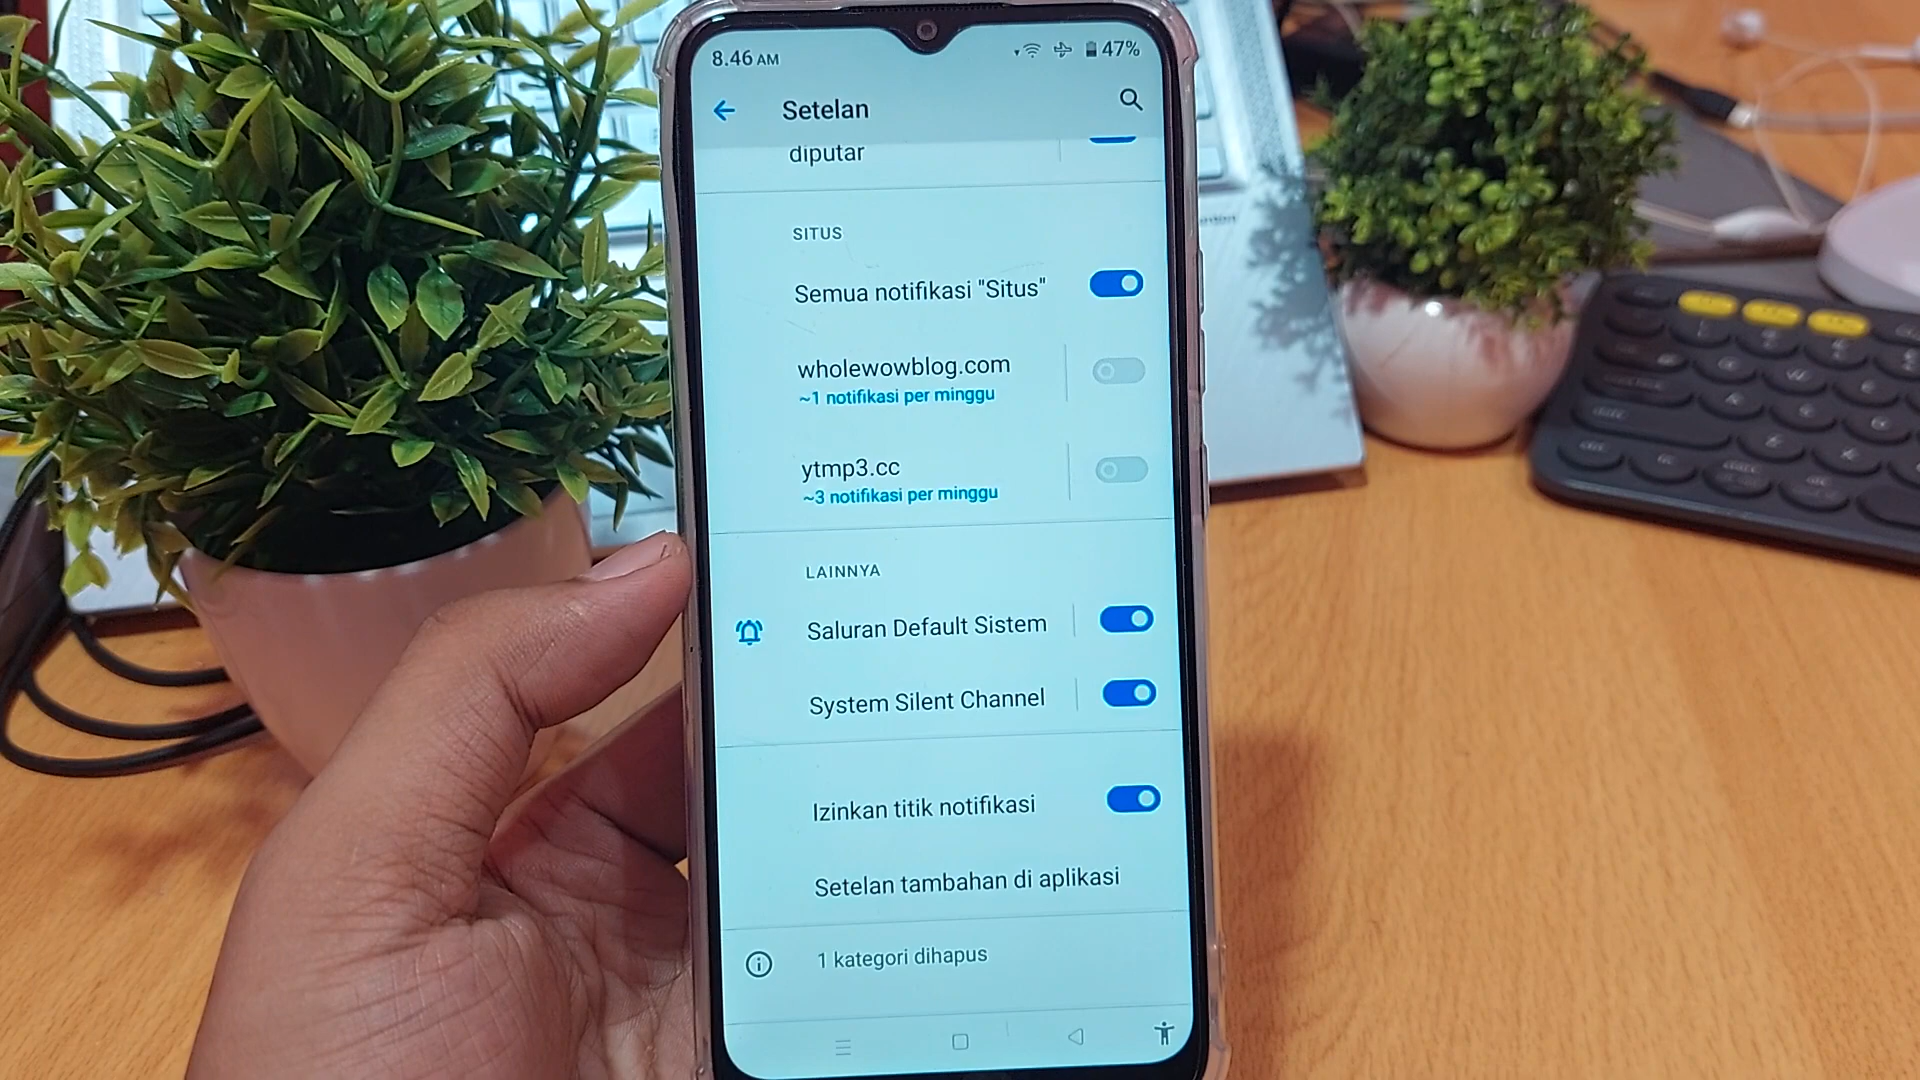 8.46 AM
47%
Setelan
diputar
SITUS
Semua notifikasi "Situs"
wholewowblog.com
~1 notifikasi per minggu
ytmp3.cc
~3 notifikasi per minggu
LAINNYA
Saluran Default Sistem
System Silent Channel
Izinkan titik notifikasi
Setelan tambahan di aplikasi
1 kategori dihapus